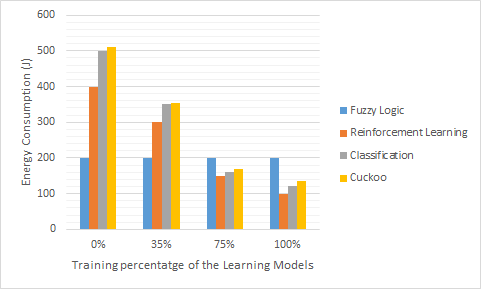 600
500
400
300
200
100
0
Energy Consumption (J)
0% 35% 75% 100%
Training percentatge of the Learning Models
Fuzzy Logic
Reinforcement Learning
Classification
Cuckoo